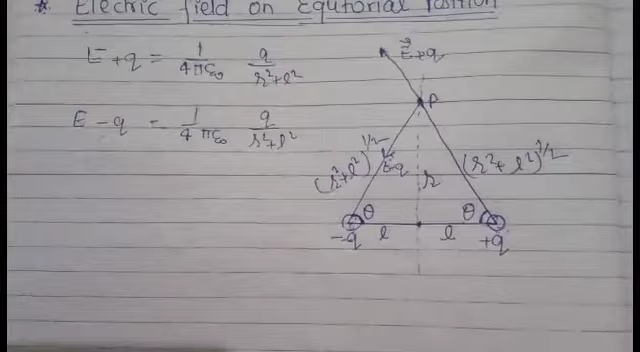 * Electric field on Equtorial Position
E+q = 1/4πε₀ q/r²+l²
E-q = 1/4πε₀ q/r²+l²
E⃗+q
P
(r²+l²)^1/2
E-q
r
(r²+l²)^1/2
θ
θ
-q
l
l
+q